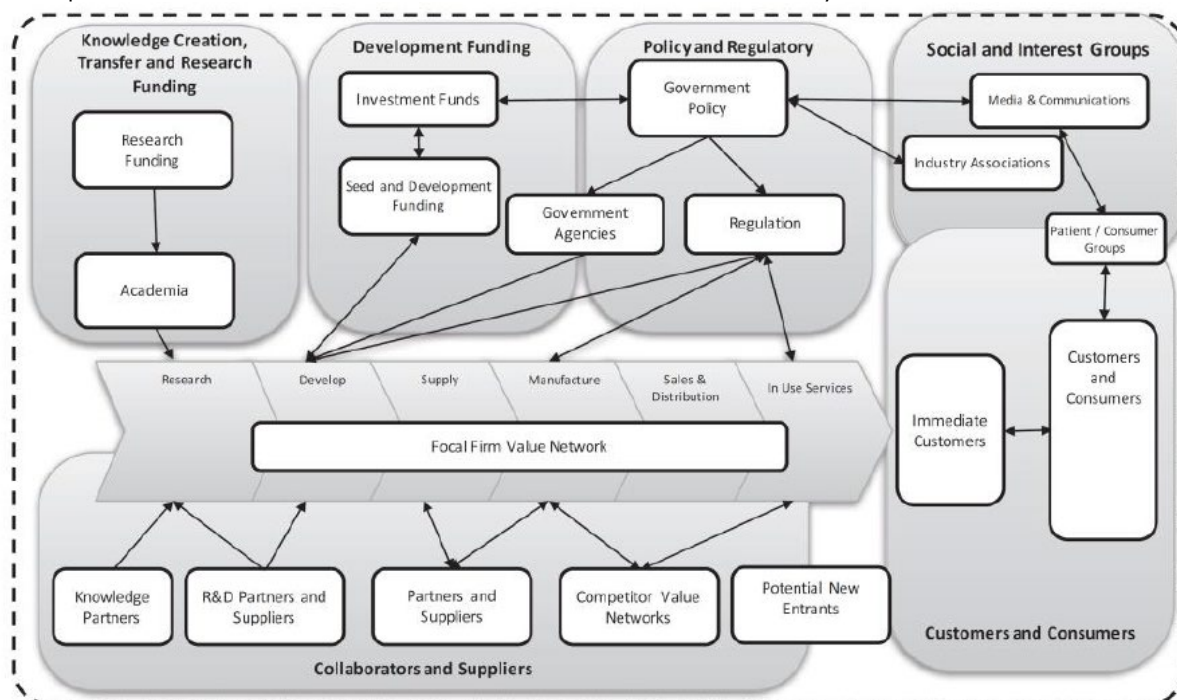 Knowledge Creation,
Transfer and Research
Funding
Research
Funding
Academia
Development Funding
Investment Funds
Seed and Development
Funding
Policy and Regulatory
Government
Policy
Government
Agencies
Regulation
Social and Interest Groups
Media & Communications
Industry Associations
Patient / Consumer
Groups
Research
Develop
Supply
Manufacture
Sales &
Distribution
In Use Services
Focal Firm Value Network
Immediate
Customers
Customers
and
Consumers
Customers and Consumers
Knowledge
Partners
R&D Partners and
Suppliers
Partners and
Suppliers
Competitor Value
Networks
Potential New
Entrants
Collaborators and Suppliers